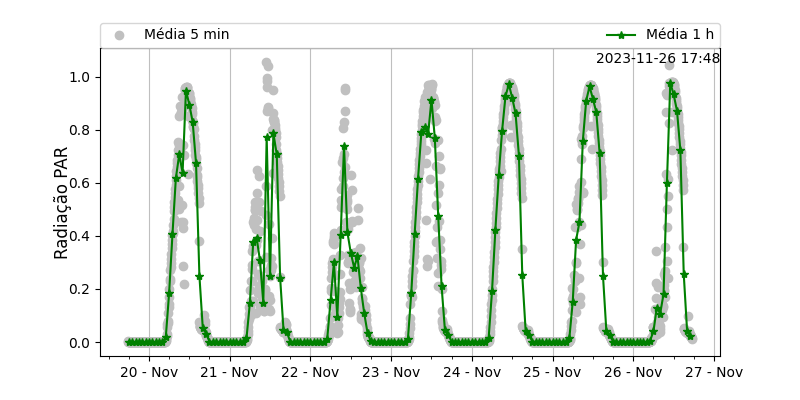 Média 5 min Média 1 h
2023-11-26 17:48
1.0
0.8
0.6
0.4
0.2
0.0
Radiação PAR
20 - Nov 21 - Nov 22 - Nov 23 - Nov 24 - Nov 25 - Nov 26 - Nov 27 - Nov